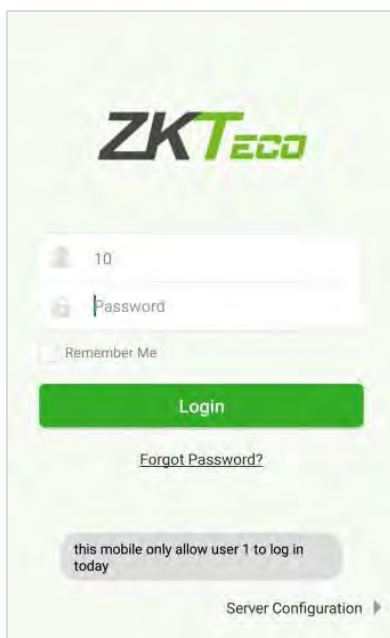 ZKTECO
10
Password
Remember Me
Login
Forgot Password?
this mobile only allow user 1 to log in
today
Server Configuration